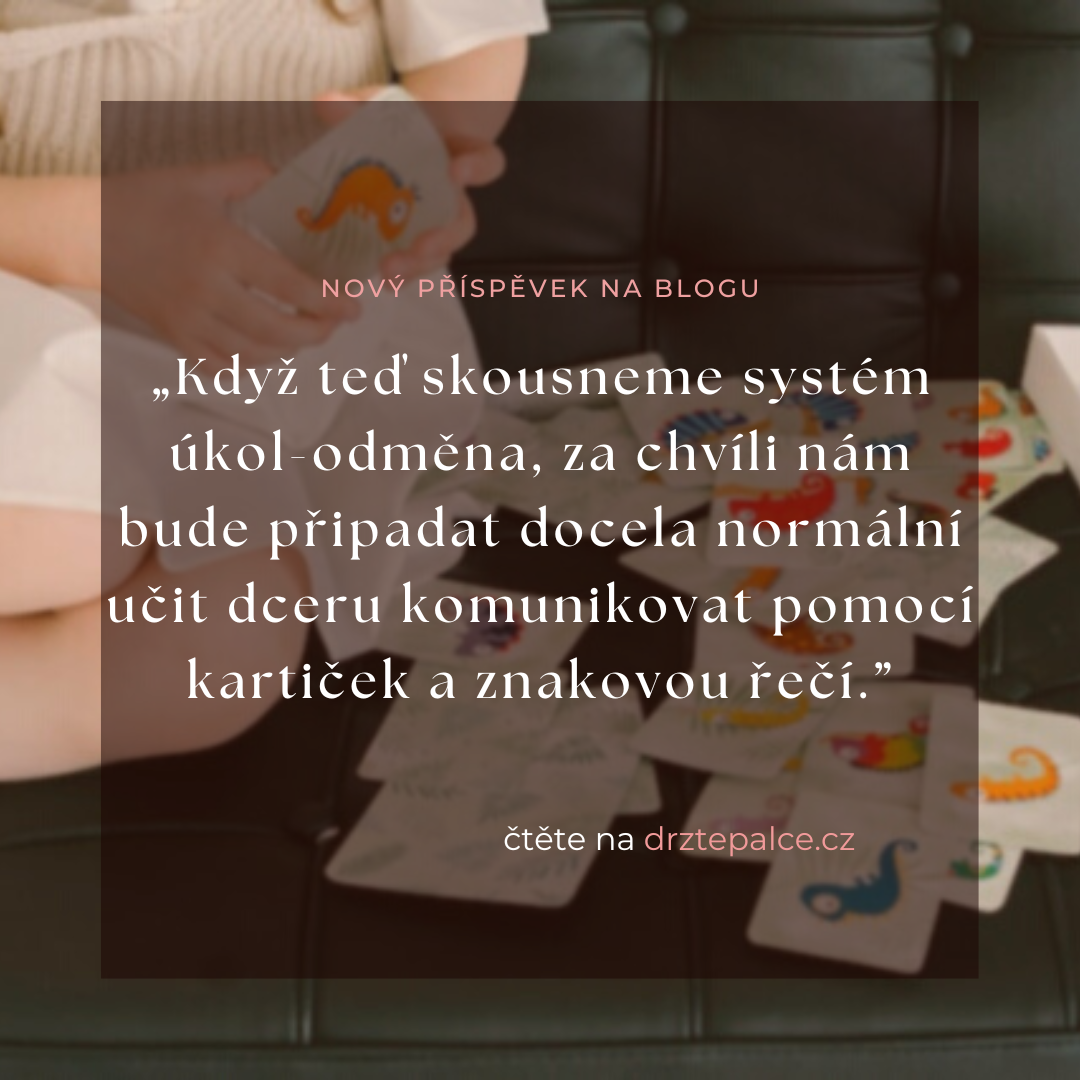 NOVÝ PŘÍSPĚVEK NA BLOGU
„Když teď skousneme systém
úkol-odměna, za chvíli nám
bude připadat docela normální
učit dceru komunikovat pomocí
kartiček a znakovou řečí.”
čtěte na drztepalce.cz